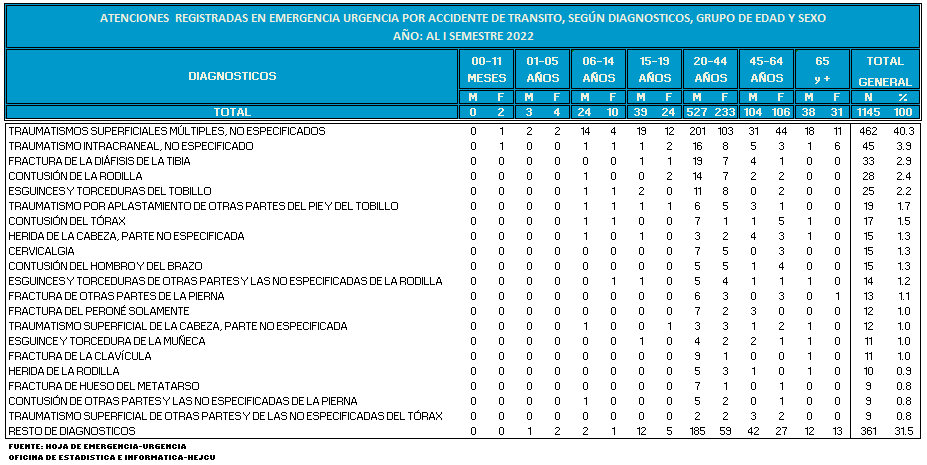 ATENCIONES REGISTRADAS EN EMERGENCIA URGENCIA POR ACCIDENTE DE TRANSITO, SEGÚN DIAGNOSTICOS, GRUPO DE EDAD Y SEXO
AÑO: AL I SEMESTRE 2022
DIAGNOSTICOS 00-11 MESES 01-05 AÑOS 06-14 AÑOS 15-19 AÑOS 20-44 AÑOS 45-64 AÑOS 65 y + TOTAL GENERAL
M F M F M F M F M F M F M F N %
TOTAL 0 2 3 4 24 10 39 24 527 233 104 106 38 31 1145 100
TRAUMATISMOS SUPERFICIALES MÚLTIPLES, NO ESPECIFICADOS 0 1 2 2 14 4 19 12 201 103 31 44 18 11 462 40.3
TRAUMATISMO INTRACRANEAL, NO ESPECIFICADO 0 1 0 0 1 1 1 2 16 8 5 3 1 6 45 3.9
FRACTURA DE LA DIÁFISIS DE LA TIBIA 0 0 0 0 0 0 1 0 19 7 4 1 0 0 33 2.9
CONTUSIÓN DE LA RODILLA 0 0 0 0 1 0 0 2 14 7 2 2 0 0 28 2.4
ESGUINCES Y TORCEDURAS DEL TOBILLO 0 0 0 0 1 1 2 0 11 8 0 2 0 0 25 2.2
TRAUMATISMO POR APLASTAMIENTO DE OTRAS PARTES DEL PIE Y DEL TOBILLO 0 0 0 0 1 1 1 1 6 5 3 1 0 0 19 1.7
CONTUSIÓN DEL TÓRAX 0 0 0 0 1 1 0 0 7 1 1 5 1 0 17 1.5
HERIDA DE LA CABEZA, PARTE NO ESPECIFICADA 0 0 0 0 1 0 1 0 3 2 4 3 1 0 15 1.3
CERVICALGIA 0 0 0 0 0 0 0 0 7 5 0 3 0 0 15 1.3
CONTUSIÓN DEL HOMBRO Y DEL BRAZO 0 0 0 0 0 0 0 0 5 5 1 4 0 0 15 1.3
ESGUINCES Y TORCEDURAS DE OTRAS PARTES Y LAS NO ESPECIFICADAS DE LA RODILLA 0 0 0 0 0 1 1 0 5 4 1 1 1 0 14 1.2
FRACTURA DE OTRAS PARTES DE LA PIERNA 0 0 0 0 0 0 0 0 6 3 0 3 0 1 13 1.1
FRACTURA DEL PERONÉ SOLAMENTE 0 0 0 0 0 0 0 0 7 2 3 0 0 0 12 1.0
TRAUMATISMO SUPERFICIAL DE LA CABEZA, PARTE NO ESPECIFICADA 0 0 0 0 1 0 0 1 3 3 1 2 1 0 12 1.0
ESGUINCE Y TORCEDURA DE LA MUÑECA 0 0 0 0 0 0 1 0 4 2 2 1 1 0 11 1.0
FRACTURA DE LA CLAVÍCULA 0 0 0 0 0 0 0 0 9 1 0 0 1 0 11 1.0
HERIDA DE LA RODILLA 0 0 0 0 0 0 0 0 5 3 1 0 1 0 10 0.9
FRACTURA DE HUESO DEL METATARSO 0 0 0 0 0 0 0 0 7 1 0 1 0 0 9 0.8
CONTUSIÓN DE OTRAS PARTES Y LAS NO ESPECIFICADAS DE LA PIERNA 0 0 0 0 1 0 0 0 5 2 0 1 0 0 9 0.8
TRAUMATISMO SUPERFICIAL DE OTRAS PARTES Y DE LAS NO ESPECIFICADAS DEL TÓRAX 0 0 0 0 0 0 0 0 2 2 3 2 0 0 9 0.8
RESTO DE DIAGNOSTICOS 0 0 1 2 2 1 12 5 185 59 42 27 12 13 361 31.5
FUENTE: HOJA DE EMERGENCIA-URGENCIA
OFICINA DE ESTADISTICA E INFORMATICA-HEJCU